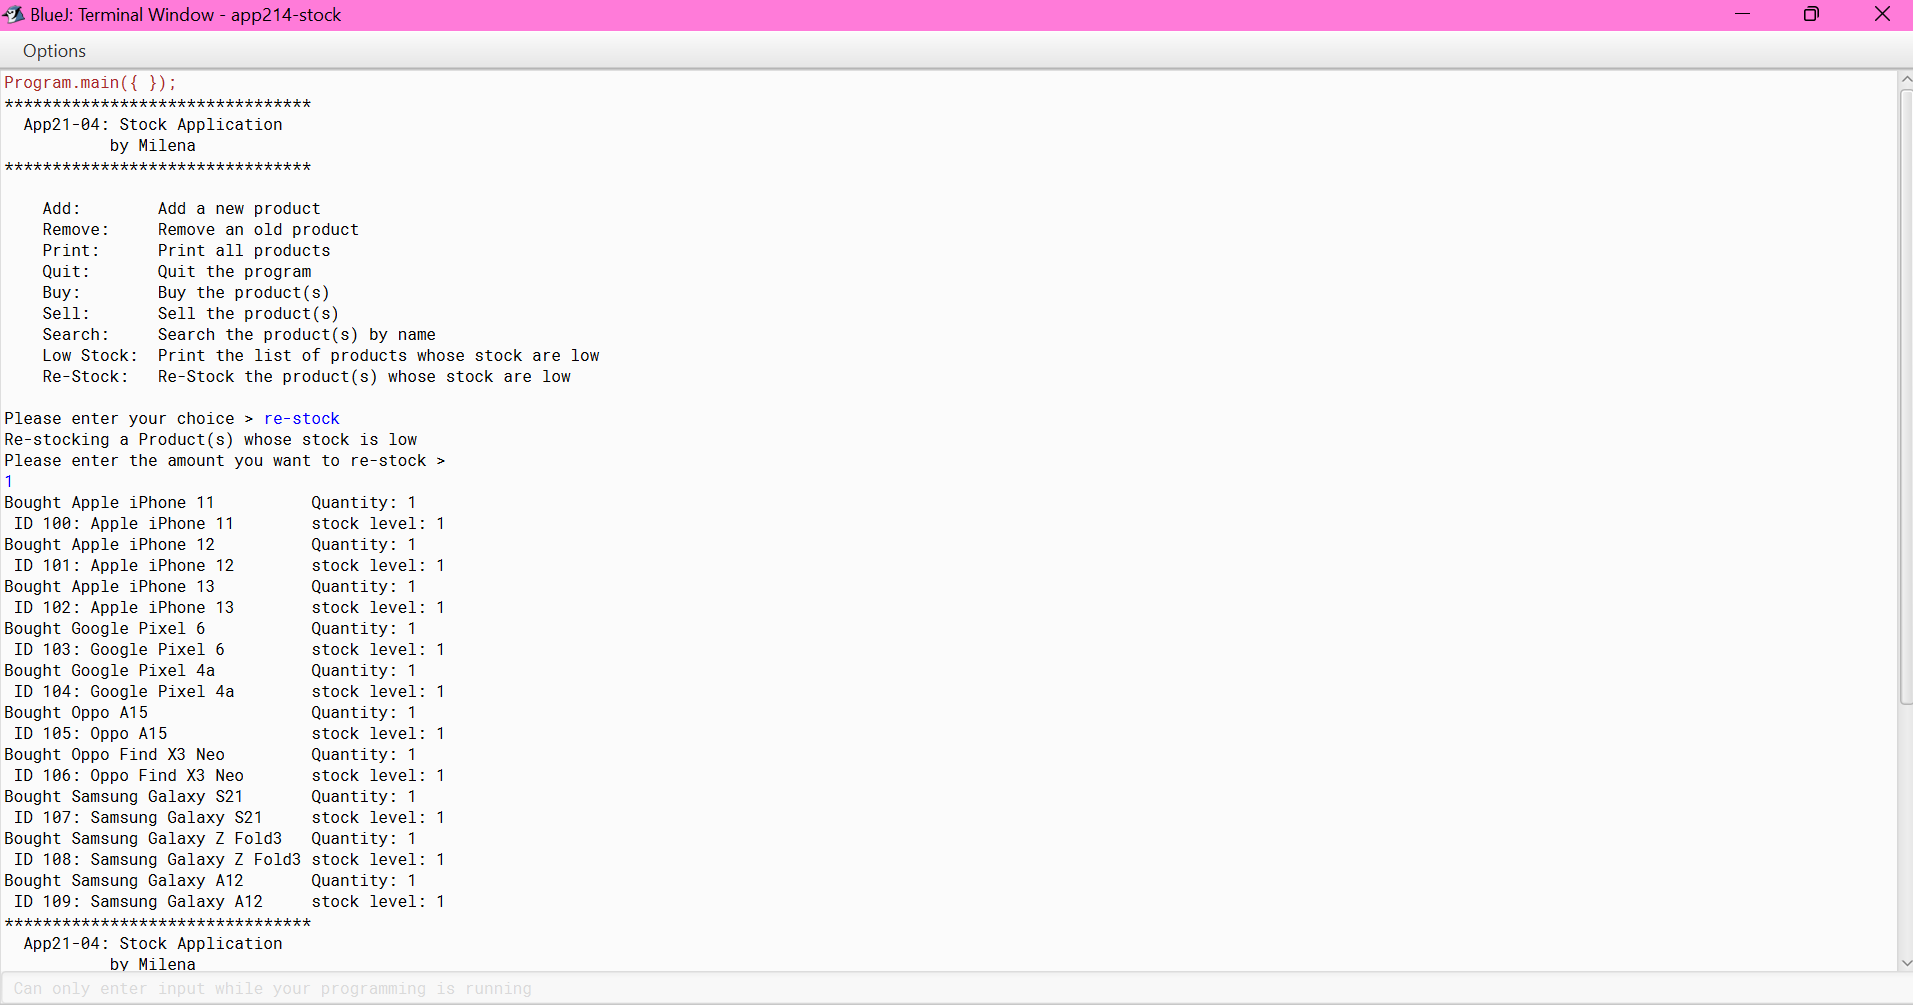 BlueJ: Terminal Window - app214-stock
Options
Program.main({ });
********************************
  App21-04: Stock Application
           by Milena
********************************

    Add:        Add a new product
    Remove:     Remove an old product
    Print:      Print all products
    Quit:       Quit the program
    Buy:        Buy the product(s)
    Sell:       Sell the product(s)
    Search:     Search the product(s) by name
    Low Stock:  Print the list of products whose stock are low
    Re-Stock:   Re-Stock the product(s) whose stock are low

Please enter your choice > re-stock
Re-stocking a Product(s) whose stock is low
Please enter the amount you want to re-stock >
1
Bought Apple iPhone 11          Quantity: 1
 ID 100: Apple iPhone 11        stock level: 1
Bought Apple iPhone 12          Quantity: 1
 ID 101: Apple iPhone 12        stock level: 1
Bought Apple iPhone 13          Quantity: 1
 ID 102: Apple iPhone 13        stock level: 1
Bought Google Pixel 6           Quantity: 1
 ID 103: Google Pixel 6         stock level: 1
Bought Google Pixel 4a          Quantity: 1
 ID 104: Google Pixel 4a        stock level: 1
Bought Oppo A15                 Quantity: 1
 ID 105: Oppo A15               stock level: 1
Bought Oppo Find X3 Neo         Quantity: 1
 ID 106: Oppo Find X3 Neo       stock level: 1
Bought Samsung Galaxy S21       Quantity: 1
 ID 107: Samsung Galaxy S21     stock level: 1
Bought Samsung Galaxy Z Fold3   Quantity: 1
 ID 108: Samsung Galaxy Z Fold3 stock level: 1
Bought Samsung Galaxy A12       Quantity: 1
 ID 109: Samsung Galaxy A12     stock level: 1
********************************
  App21-04: Stock Application
           by Milena
Can only enter input while your programming is running